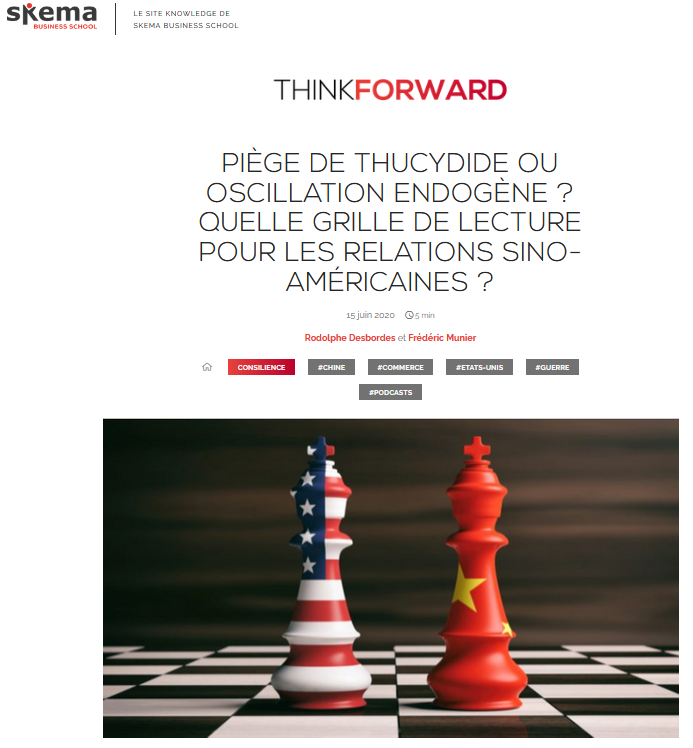 skema
BUSINESS SCHOOL
LE SITE KNOWLEDGE DE
SKEMA BUSINESS SCHOOL
THINKFORWARD
PIÈGE DE THUCYDIDE OU
OSCILLATION ENDOGÈNE ?
QUELLE GRILLE DE LECTURE
POUR LES RELATIONS SINO-
AMÉRICAINES ?
15 juin 2020 5 min
Rodolphe Desbordes et Frédéric Munier
CONSILIENCE #CHINE #COMMERCE #ETATS-UNIS #GUERRE
#PODCASTS